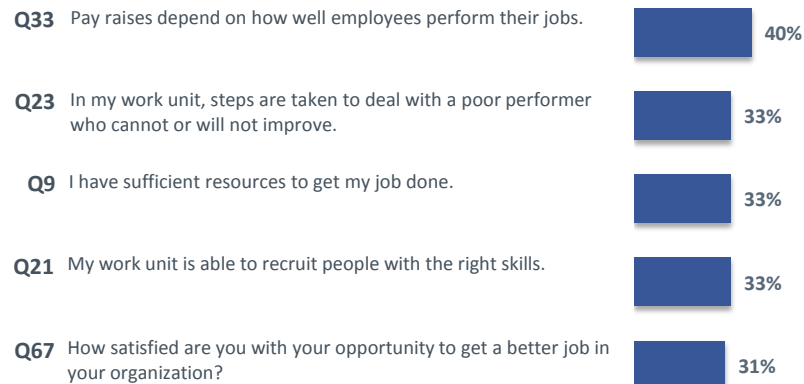 Q33 Pay raises depend on how well employees perform their jobs. 40%
Q23 In my work unit, steps are taken to deal with a poor performer
who cannot or will not improve. 33%
Q9 I have sufficient resources to get my job done. 33%
Q21 My work unit is able to recruit people with the right skills. 33%
Q67 How satisfied are you with your opportunity to get a better job in
your organization? 31%